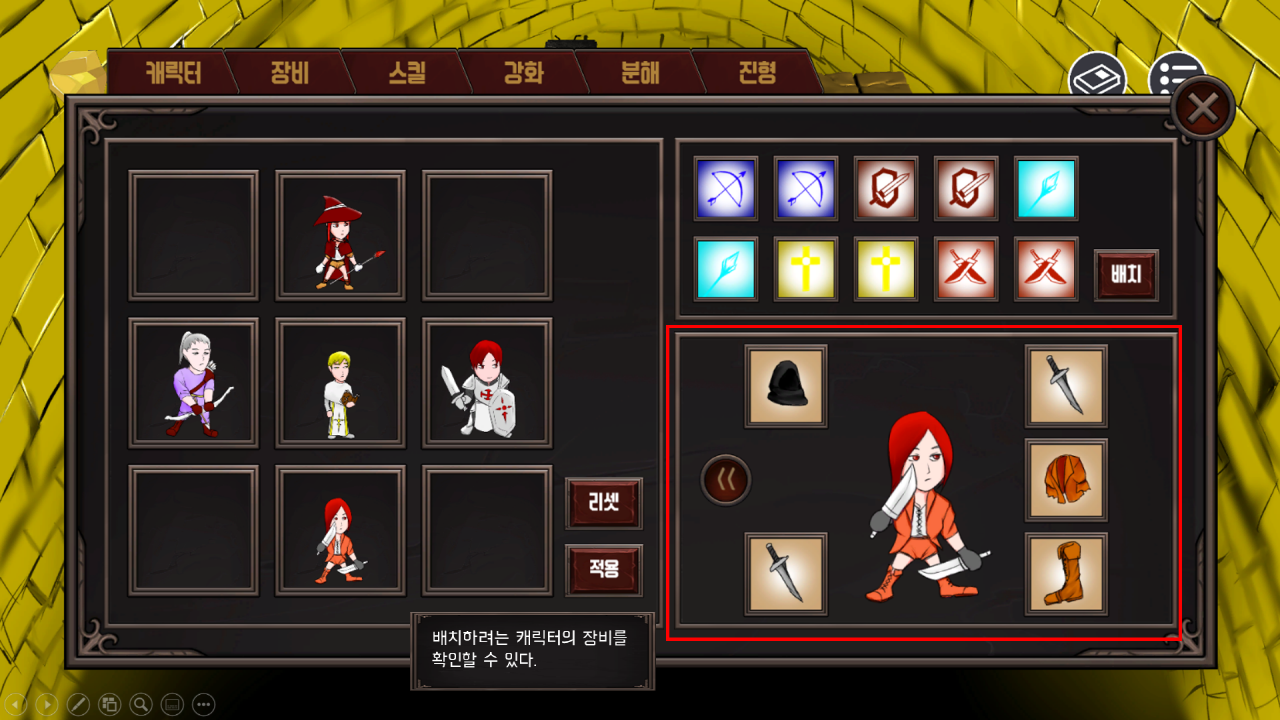 캐릭터 장비 스킬 강화 분해 진형
배치
리셋
적용
배치하려는 캐릭터의 장비를
확인할 수 있다.